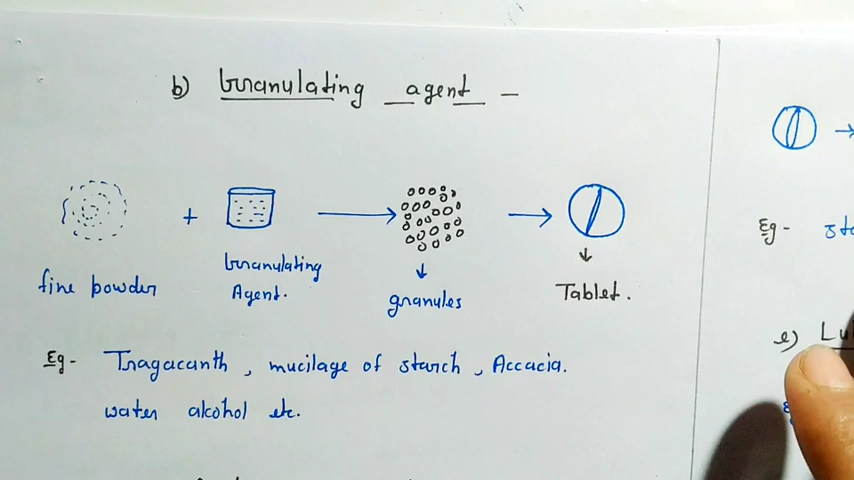 b) Granulating agent -
+
fine powder
Granulating
Agent.
granules
Tablet.
Eg- Tragacanth, mucilage of starch, Accacia.
water alcohol etc.
Eg-
e)